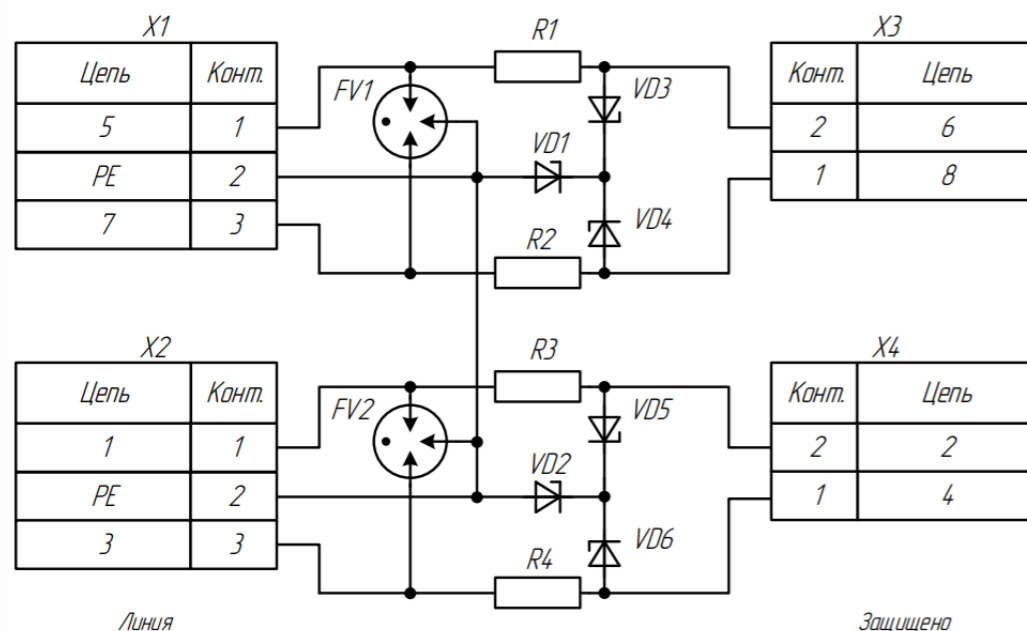 X1
Цепь Конт.
5 1
PE 2
7 3
FV1
R1
VD3
VD1
VD4
R2
X3
Конт. Цепь
2 6
1 8
X2
Цепь Конт.
1 1
PE 2
3 3
FV2
R3
VD5
VD2
VD6
R4
X4
Конт. Цепь
2 2
1 4
Линия
Защищено